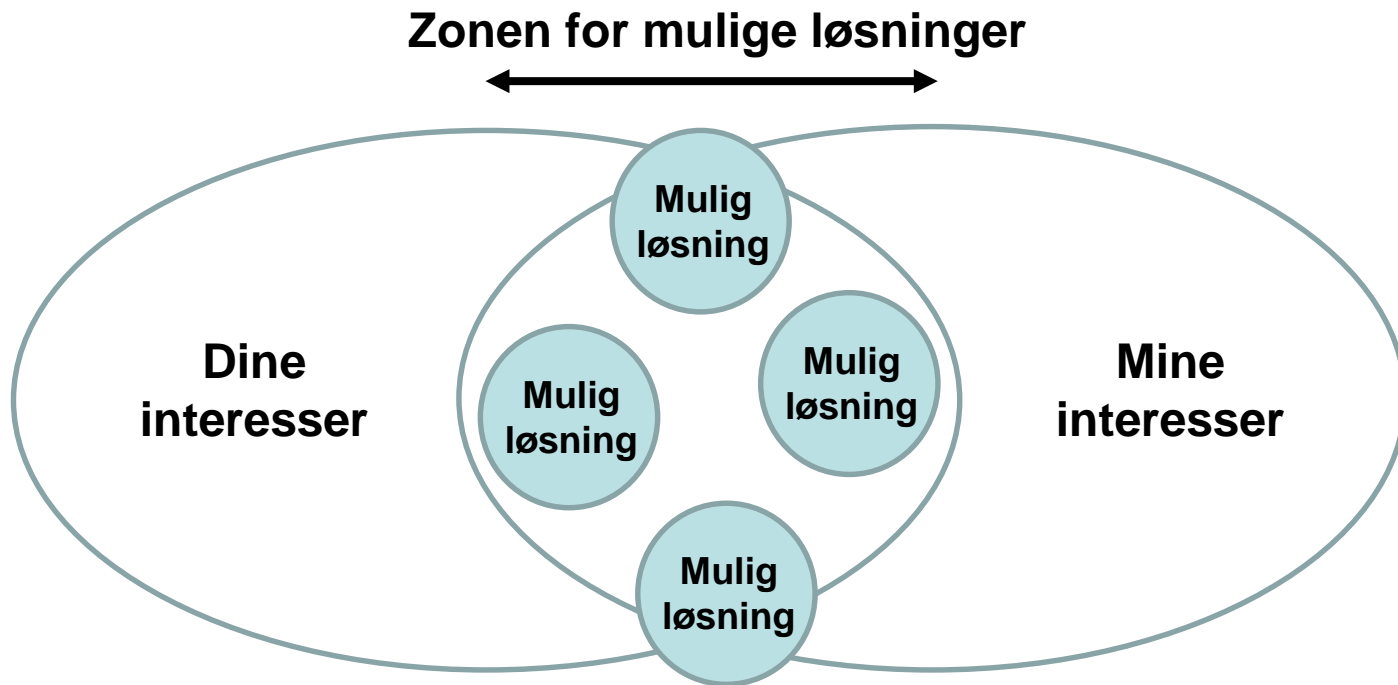 Zonen for mulige løsninger
Mulig
løsning
Dine
interesser
Mulig
løsning
Mulig
løsning
Mine
interesser
Mulig
løsning